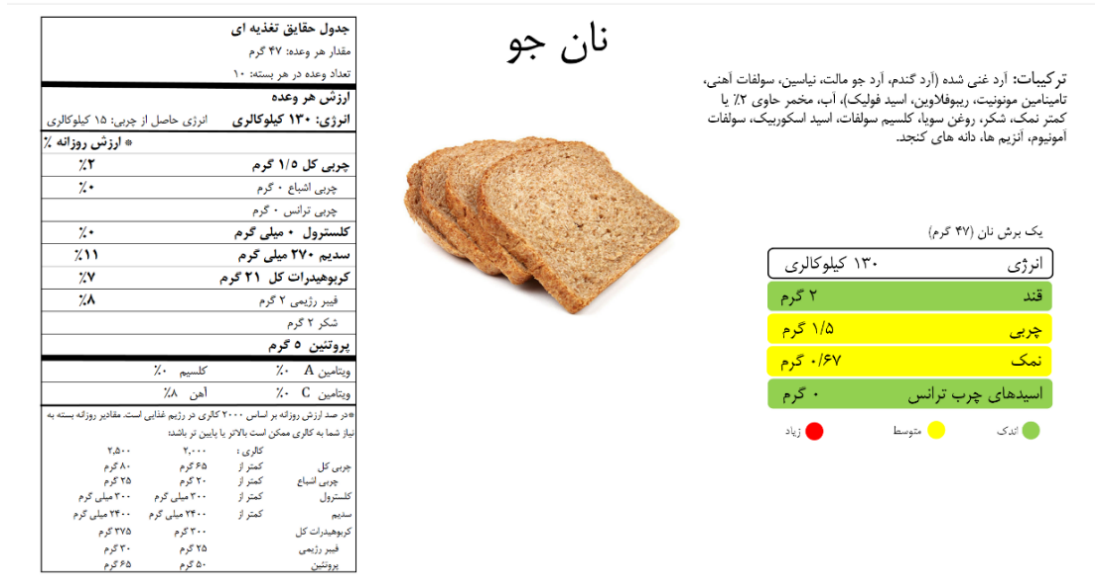 نان جو
ترکیبات: آرد غنی شده (آرد گندم، آرد جو مالت، نیاسین، سولفات آهنی،
تامینامین مونونیت، ریبوفلاوین، اسید فولیک)، آب، مخمر حاوی ۲٪ یا
کمتر نمک، شکر، روغن سویا، کلسیم سولفات، اسید اسکوربیک، سولفات
آمونیوم، آنزیم ها، دانه های کنجد.
یک برش نان (۴۷ گرم)
انرژی ۱۳۰ کیلوکالری
قند ۲ گرم
چربی ۱/۵ گرم
نمک ۰/۶۷ گرم
اسیدهای چرب ترانس ۰ گرم
اندک متوسط زیاد
جدول حقایق تغذیه ای
مقدار هر وعده: ۴۷ گرم
تعداد وعده در هر بسته: ۱۰
ارزش هر وعده
انرژی: ۱۳۰ کیلوکالری انرژی حاصل از چربی: ۱۵ کیلوکالری
* ارزش روزانه ٪
چربی کل ۱/۵ گرم ۲٪
چربی اشباع ۰ گرم ۰٪
چربی ترانس ۰ گرم
کلسترول ۰ میلی گرم ۰٪
سدیم ۲۷۰ میلی گرم ۱۱٪
کربوهیدرات کل ۲۱ گرم ۷٪
فیبر رژیمی ۲ گرم ۸٪
شکر ۲ گرم
پروتئین ۵ گرم
ویتامین A ۰٪ کلسیم ۰٪
ویتامین C ۰٪ آهن ۸٪
*در صد ارزش روزانه بر اساس ۲۰۰۰ کالری در رژیم غذایی است. مقادیر روزانه بسته به
نیاز شما به کالری ممکن است بالاتر یا پایین تر باشد:
کالری : ۲,۰۰۰ ۲,۵۰۰
چربی کل کمتر از ۶۵ گرم ۸۰ گرم
چربی اشباع کمتر از ۲۰ گرم ۲۵ گرم
کلسترول کمتر از ۳۰۰ میلی گرم ۳۰۰ میلی گرم
سدیم کمتر از ۲۴۰۰ میلی گرم ۲۴۰۰ میلی گرم
کربوهیدرات کل ۳۰۰ گرم ۳۷۵ گرم
فیبر رژیمی ۲۵ گرم ۳۰ گرم
پروتئین ۵۰ گرم ۶۵ گرم